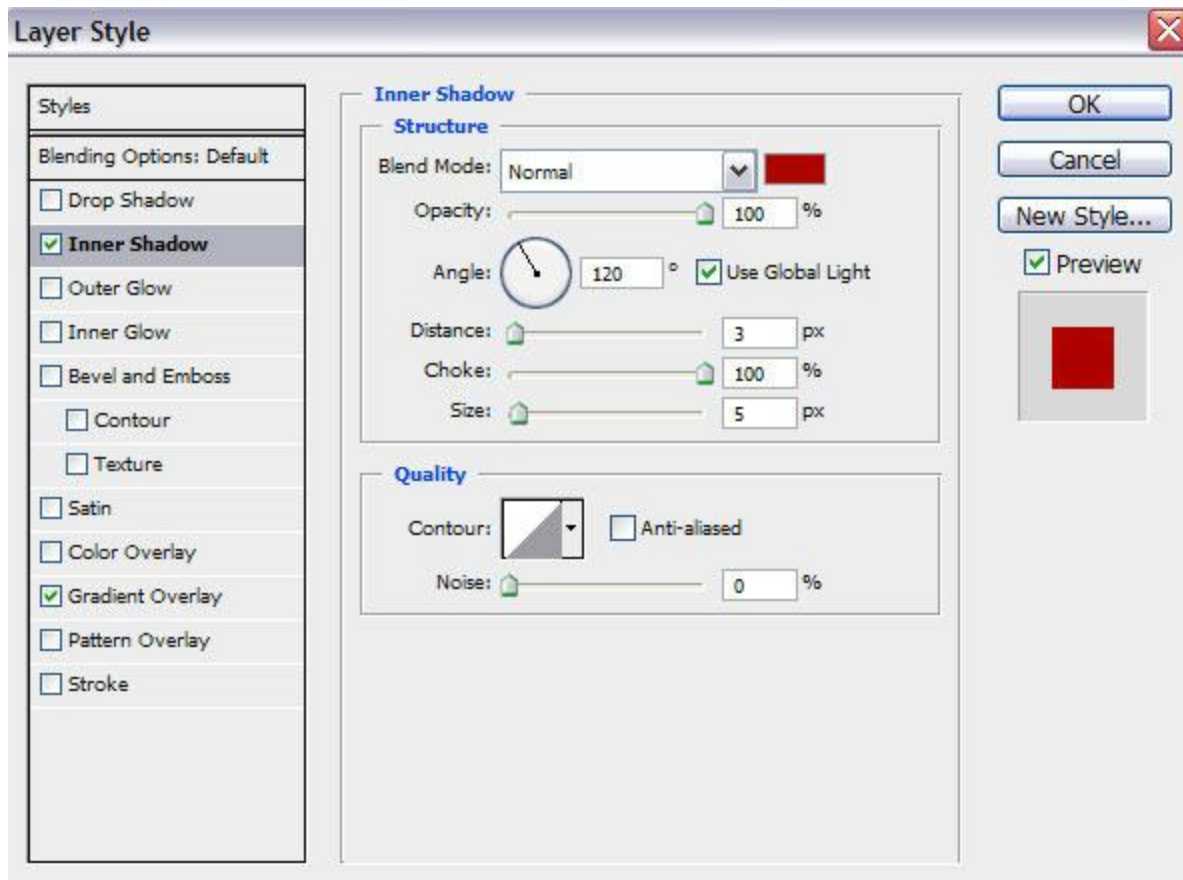 Layer Style
Styles
Blending Options: Default
Drop Shadow
Inner Shadow
Outer Glow
Inner Glow
Bevel and Emboss
Contour
Texture
Satin
Color Overlay
Gradient Overlay
Pattern Overlay
Stroke
Inner Shadow
Structure
Blend Mode: Normal
Opacity: 100 %
Angle: 120 ° Use Global Light
Distance: 3 px
Choke: 100 %
Size: 5 px
Quality
Contour: Anti-aliased
Noise: 0 %
OK
Cancel
New Style...
Preview